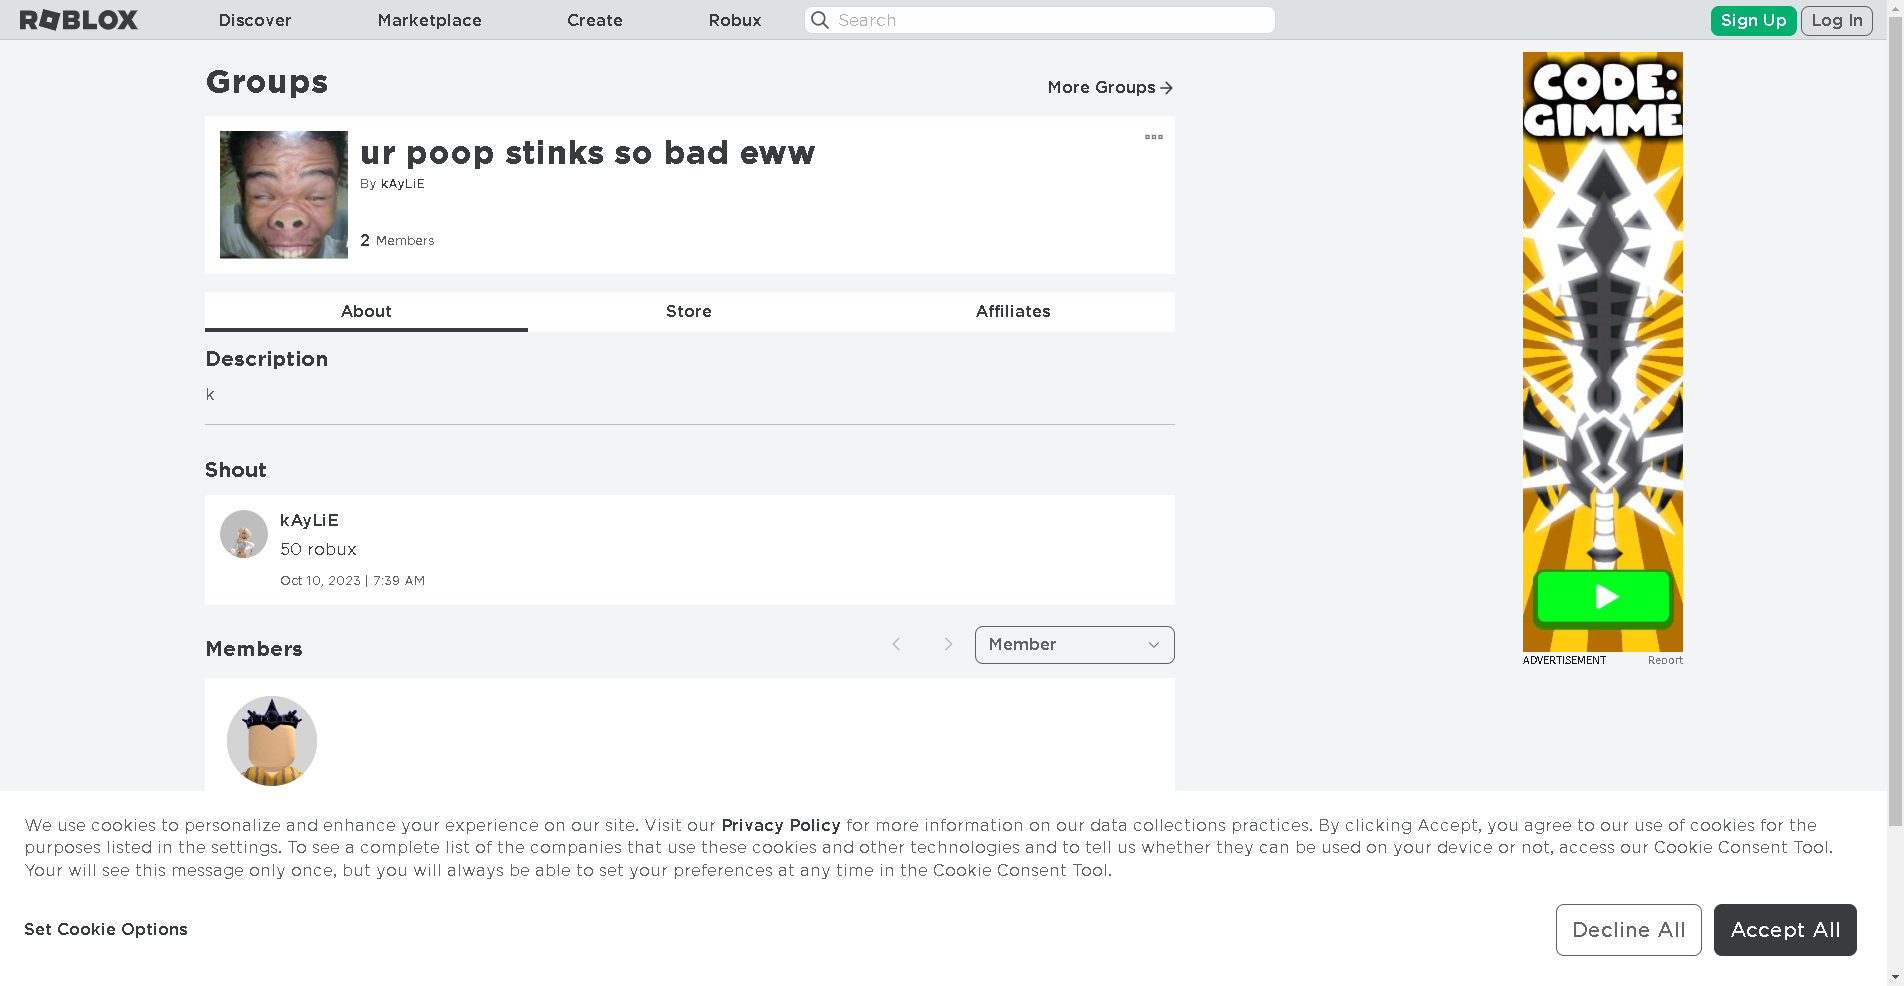 ROBLOX
Discover
Marketplace
Create
Robux
Search
Sign Up
Log In
Groups
More Groups
ur poop stinks so bad eww
By kAyLiE
2 Members
About
Store
Affiliates
Description
k
Shout
kAyLiE
50 robux
Oct 10, 2023 | 7:39 AM
Members
Member
CODE:
GIMME
ADVERTISEMENT
Report
We use cookies to personalize and enhance your experience on our site. Visit our Privacy Policy for more information on our data collections practices. By clicking Accept, you agree to our use of cookies for the
purposes listed in the settings. To see a complete list of the companies that use these cookies and other technologies and to tell us whether they can be used on your device or not, access our Cookie Consent Tool.
Your will see this message only once, but you will always be able to set your preferences at any time in the Cookie Consent Tool.
Set Cookie Options
Decline All
Accept All